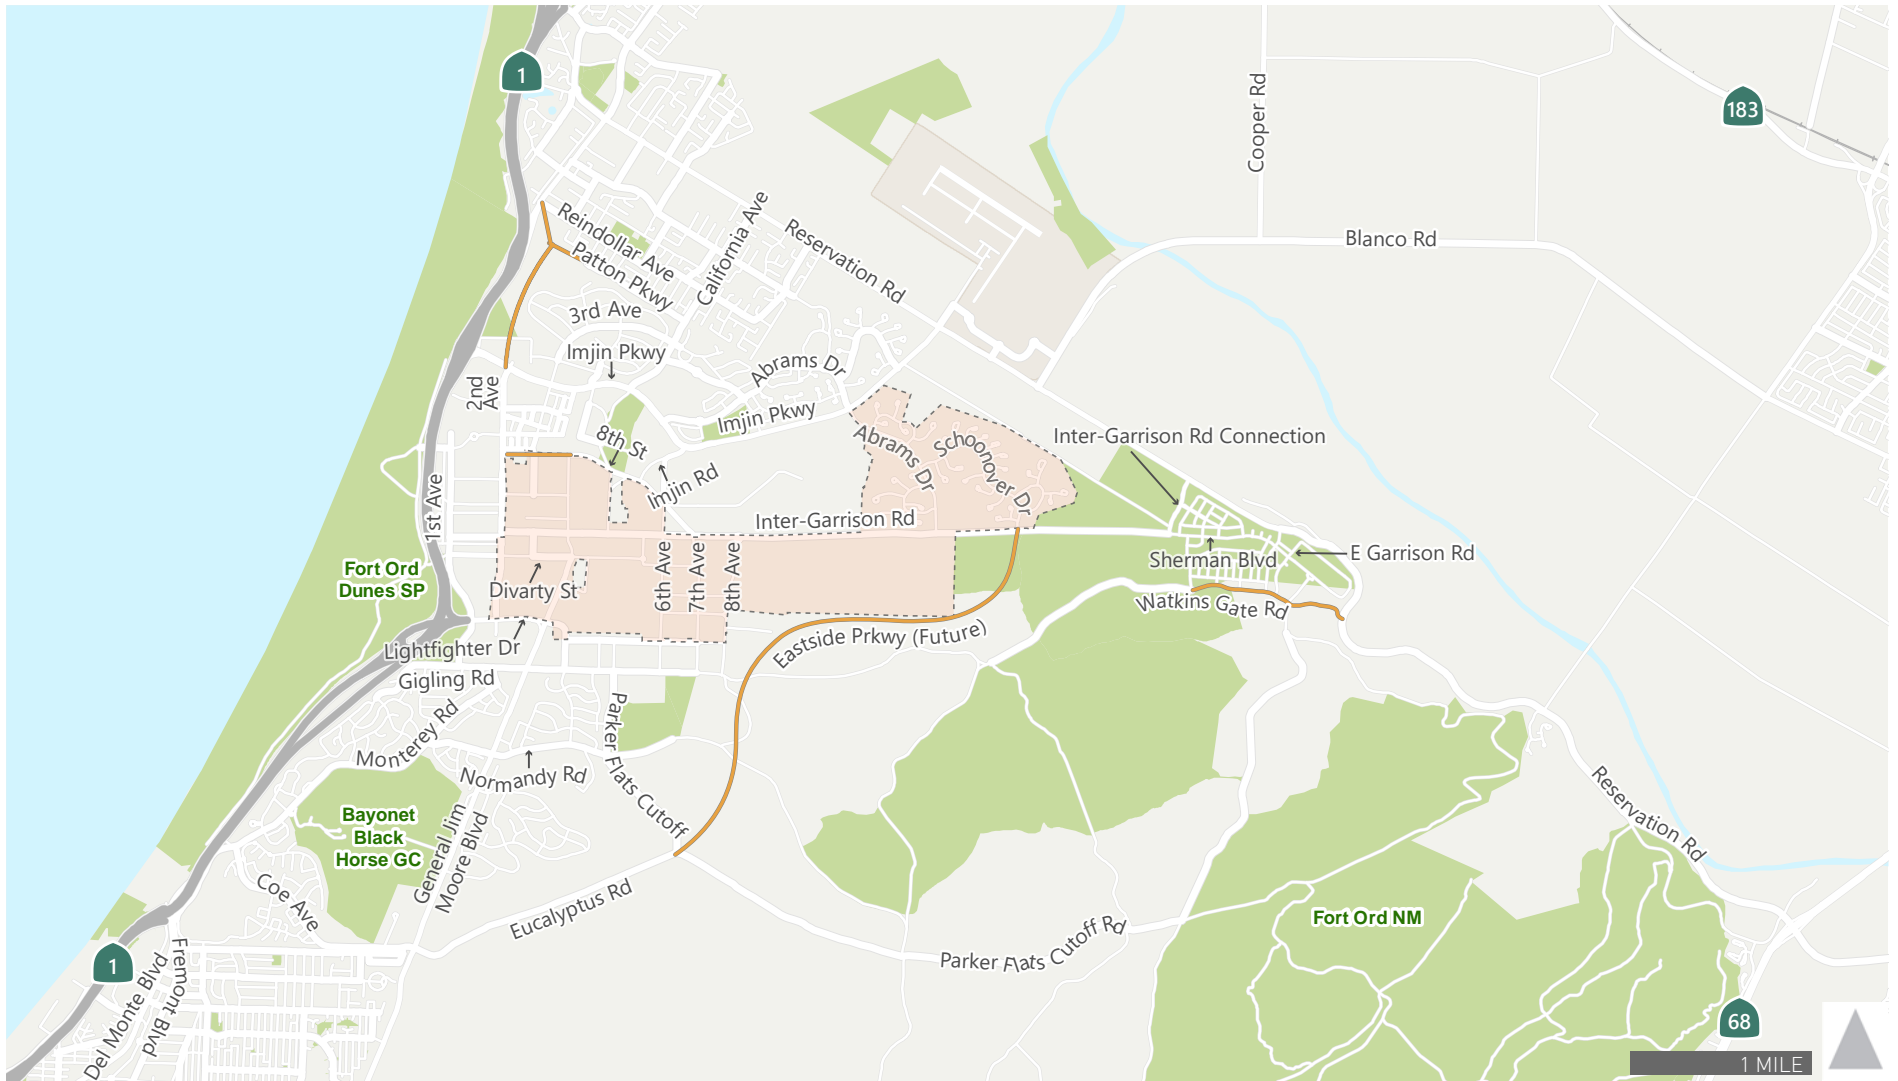 1
183
Cooper Rd
Blanco Rd
Reindollar Ave
Patton Pkwy
California Ave
Reservation Rd
3rd Ave
Imjin Pkwy
Abrams Dr
2nd
Ave
Imjin Pkwy
8th St
Abrams Dr
Schoonover Dr
Inter-Garrison Rd Connection
Imjin Rd
1st Ave
Inter-Garrison Rd
E Garrison Rd
Sherman Blvd
Fort Ord
Dunes SP
Divarty St
6th Ave
7th Ave
8th Ave
Watkins Gate Rd
Eastside Prkwy (Future)
Lightfighter Dr
Gigling Rd
Parker Flats Cutoff
Monterey Rd
Normandy Rd
Reservation Rd
Bayonet
Black
Horse GC
General Jim
Moore Blvd
Coe Ave
Eucalyptus Rd
Fort Ord NM
Parker Flats Cutoff Rd
1
Fremont Blvd
Del Monte Blvd
68
1 MILE